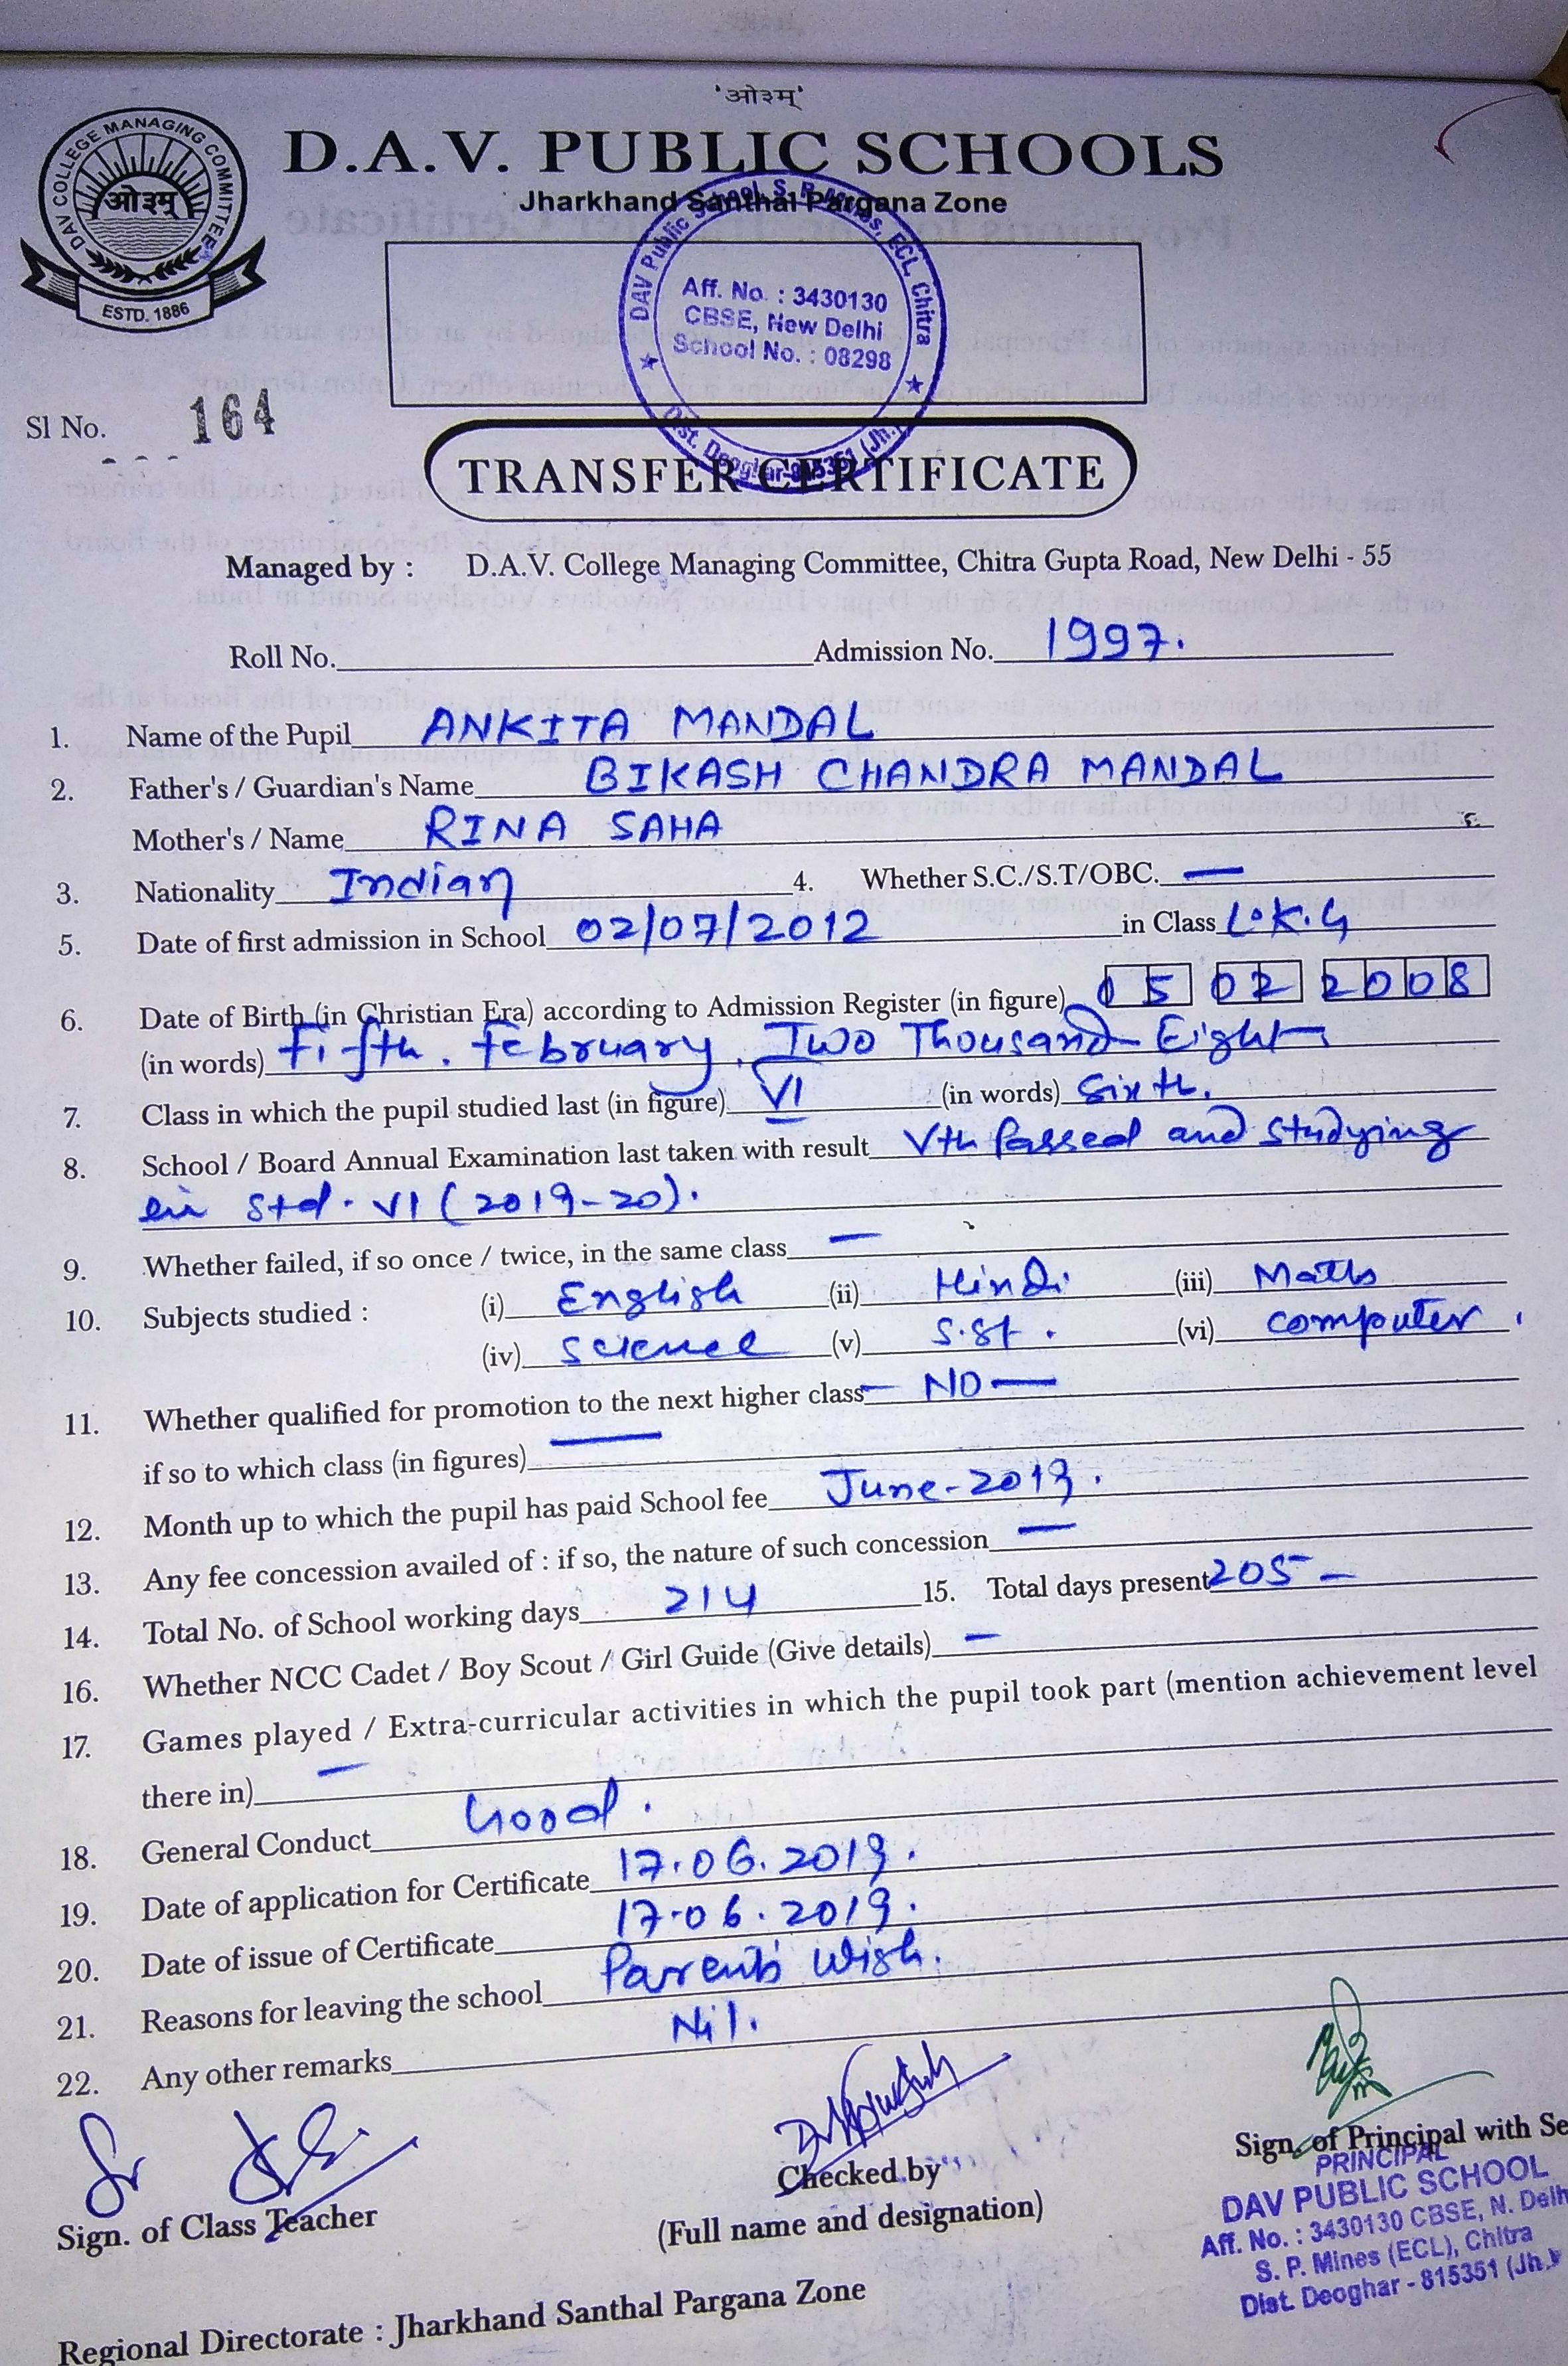 'ओ३म्'
DAV COLLEGE MANAGING COMMITTEE
ओ३म्
ESTD. 1886
D.A.V. PUBLIC SCHOOLS
Jharkhand Santhal Pargana Zone
DAV Public School, S. P. Mines, ECL, Chitra
Aff. No. : 3430130
CBSE, New Delhi
School No. : 08298
Dist. Deoghar-815351 (Jh.)
Sl No. 164
TRANSFER CERTIFICATE
Managed by : D.A.V. College Managing Committee, Chitra Gupta Road, New Delhi - 55
Roll No. Admission No. 1997.
1. Name of the Pupil ANKITA MANDAL
2. Father's / Guardian's Name BIKASH CHANDRA MANDAL
Mother's / Name RINA SAHA
3. Nationality Indian 4. Whether S.C./S.T/OBC. —
5. Date of first admission in School 02/07/2012 in Class L.K.G
6. Date of Birth (in Christian Era) according to Admission Register (in figure) 05 02 2008
(in words) Fifth. February, Two Thousand Eight
7. Class in which the pupil studied last (in figure) VI (in words) Sixth.
8. School / Board Annual Examination last taken with result Vth Passed and Studying
in Std. VI (2019-20).
9. Whether failed, if so once / twice, in the same class —
10. Subjects studied : (i) English (ii) Hindi (iii) Maths
(iv) Science (v) S.St. (vi) computer.
11. Whether qualified for promotion to the next higher class — NO —
if so to which class (in figures) —
12. Month up to which the pupil has paid School fee June-2019.
13. Any fee concession availed of : if so, the nature of such concession —
14. Total No. of School working days 214 15. Total days present 205 —
16. Whether NCC Cadet / Boy Scout / Girl Guide (Give details) —
17. Games played / Extra-curricular activities in which the pupil took part (mention achievement level
there in) —
18. General Conduct Good.
19. Date of application for Certificate 17.06.2019.
20. Date of issue of Certificate 17.06.2019.
21. Reasons for leaving the school Parent's wish.
22. Any other remarks Nil.
Sign. of Class Teacher
Checked by
(Full name and designation)
Sign. of Principal with Se
PRINCIPAL
DAV PUBLIC SCHOOL
Aff. No. : 3430130 CBSE, N. Delh
S. P. Mines (ECL), Chitra
Dist. Deoghar - 815351 (Jh.)
Regional Directorate : Jharkhand Santhal Pargana Zone